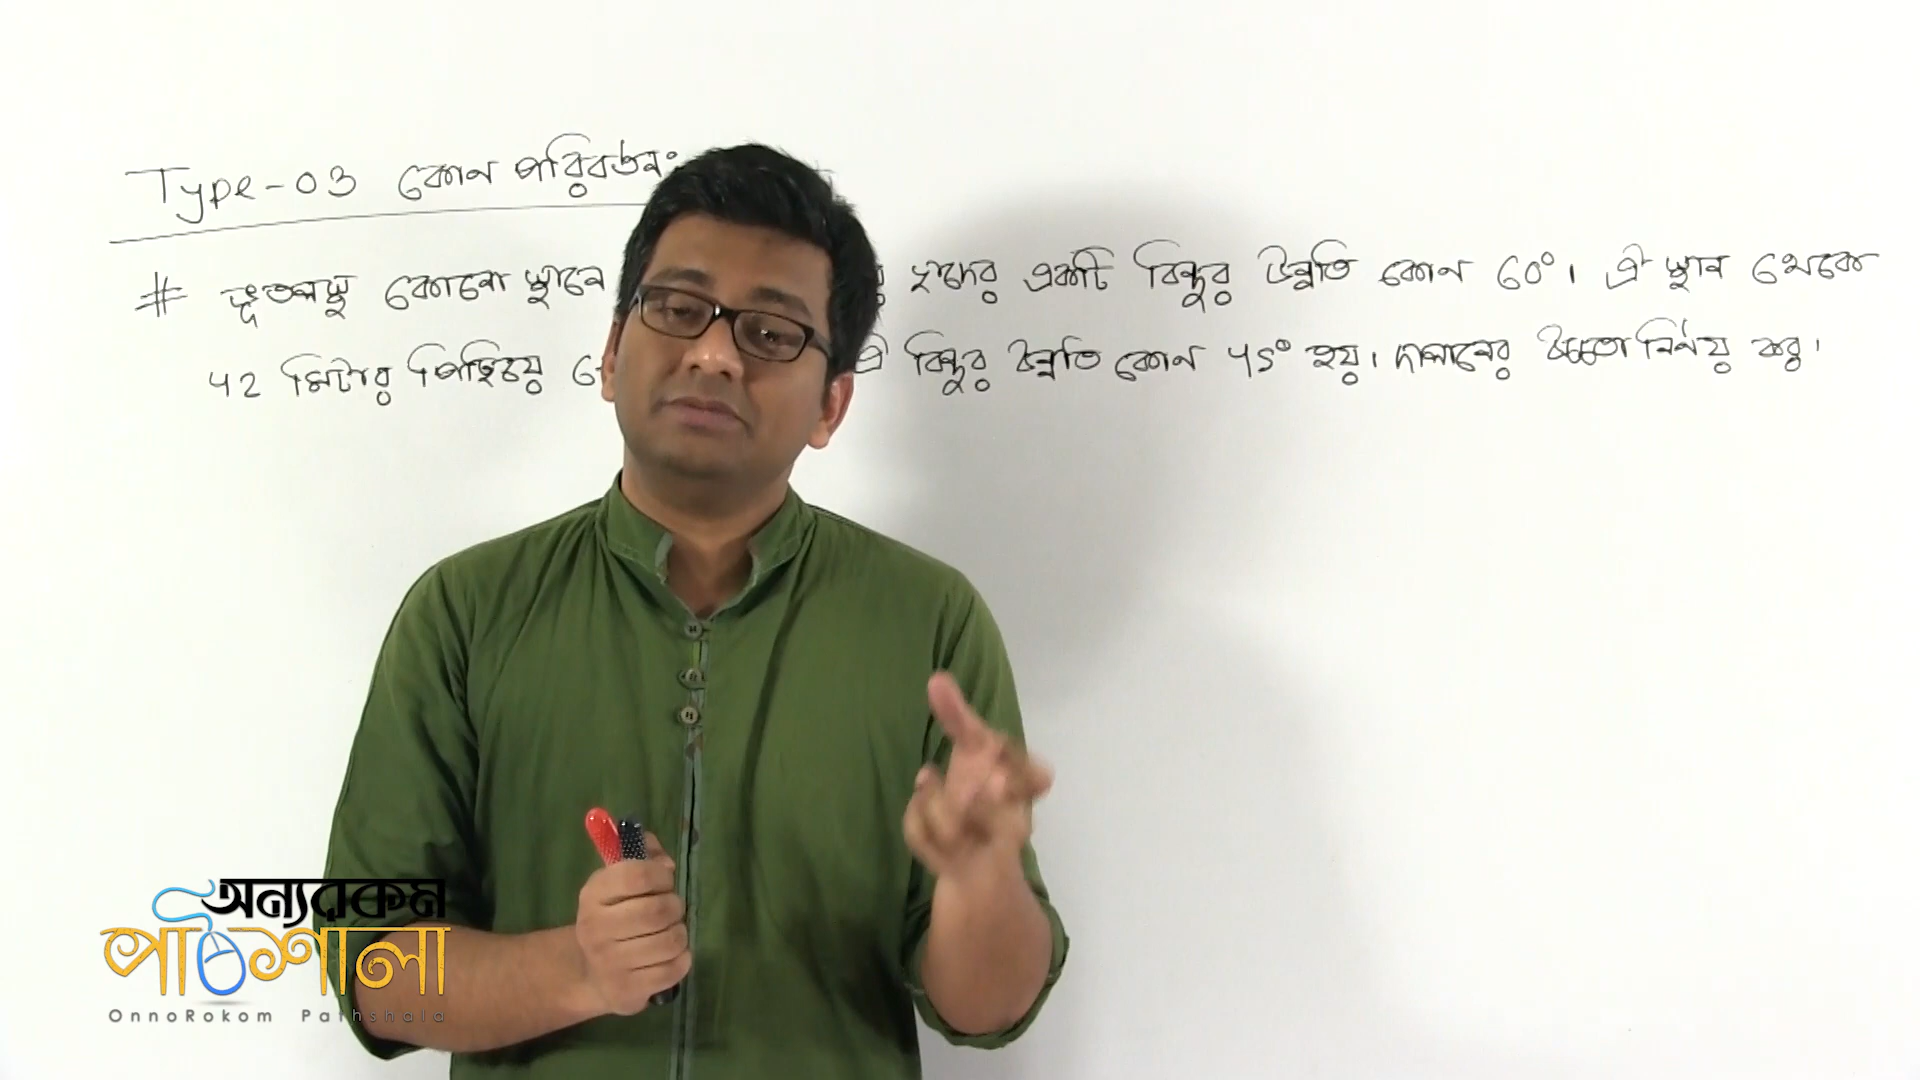 Type-03 কোন পরিবর্তনঃ
# ভূতলস্থ কোনো স্থানে ছাদের একটি বিন্দুর উন্নতি কোন 60°। ঐ স্থান থেকে
42 মিটার পিছিয়ে ঐ বিন্দুর উন্নতি কোন 45° হয়। দালানের উচ্চতা নির্ণয় কর।
অন্যরকম
পাঠশালা
OnnoRokom Pathshala